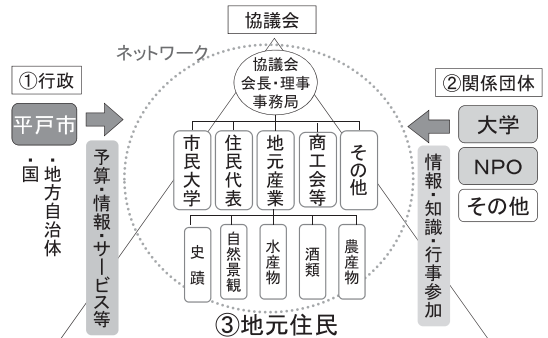 協議会
ネットワーク
協議会
会長・理事
事務局
①行政
平戸市
・地方自治体
・国
予算・情報・サービス等
市民大学
住民代表
地元産業
商工会等
その他
史蹟
自然景観
水産物
酒類
農産物
③地元住民
②関係団体
大学
NPO
その他
情報・知識・行事参加